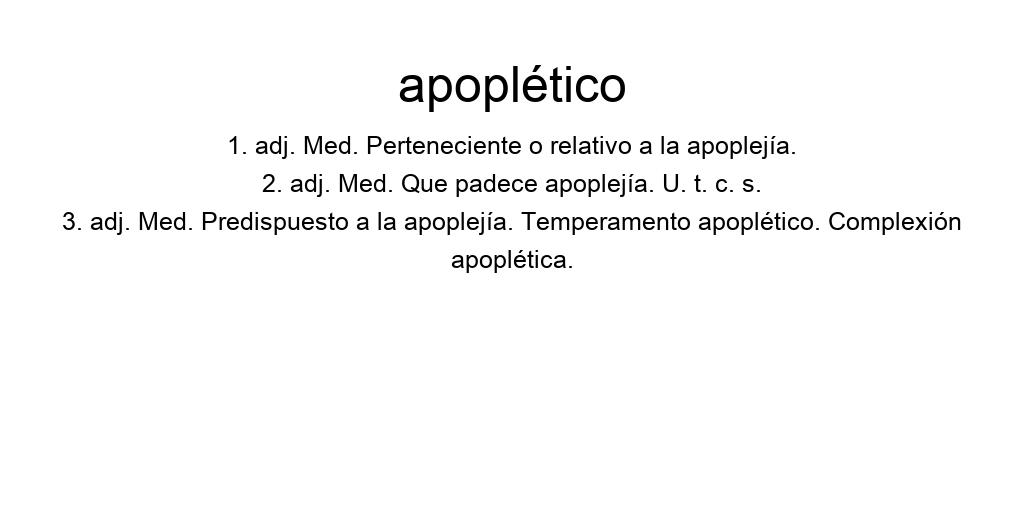 apoplético
1. adj. Med. Perteneciente o relativo a la apoplejía.
2. adj. Med. Que padece apoplejía. U. t. c. s.
3. adj. Med. Predispuesto a la apoplejía. Temperamento apoplético. Complexión
apoplética.